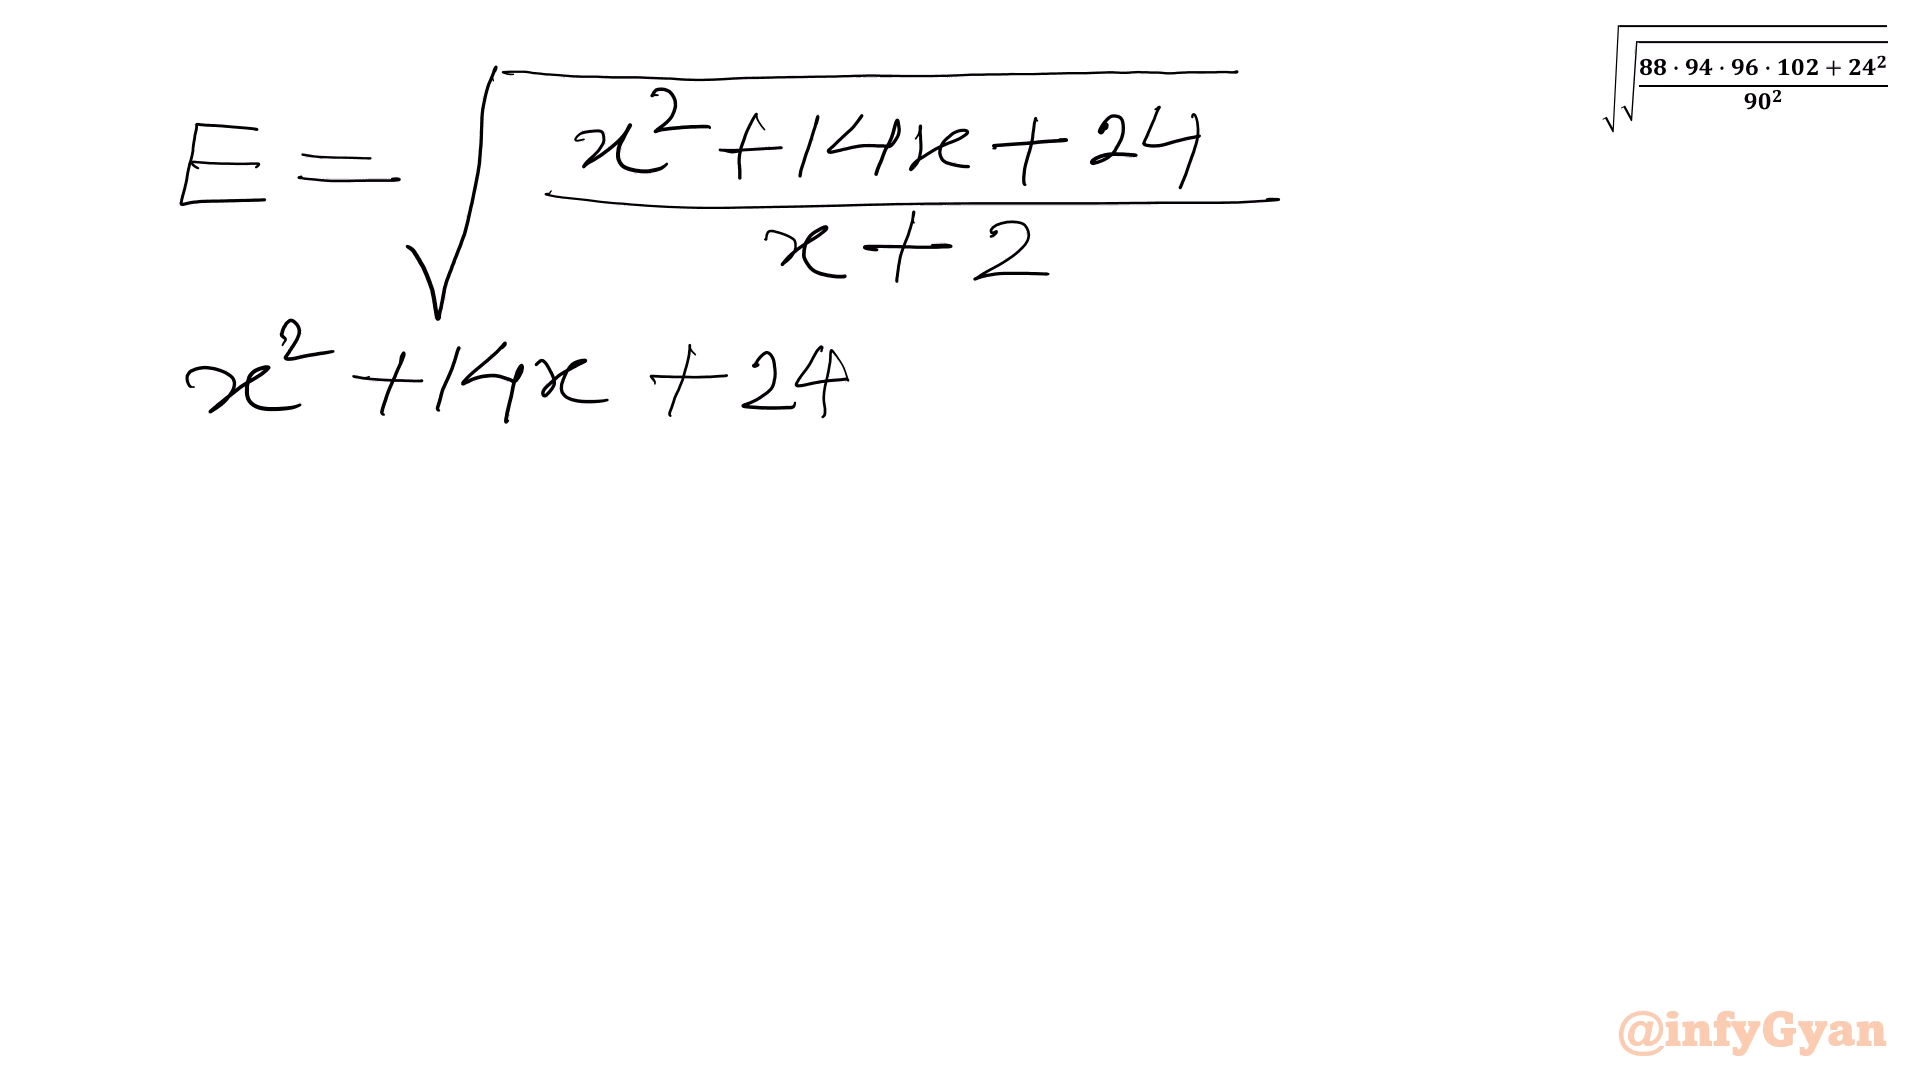 E = √((x² + 14x + 24)/(x + 2))
√(√((88 · 94 · 96 · 102 + 24²)/90²))
x² + 14x + 24
@infyGyan